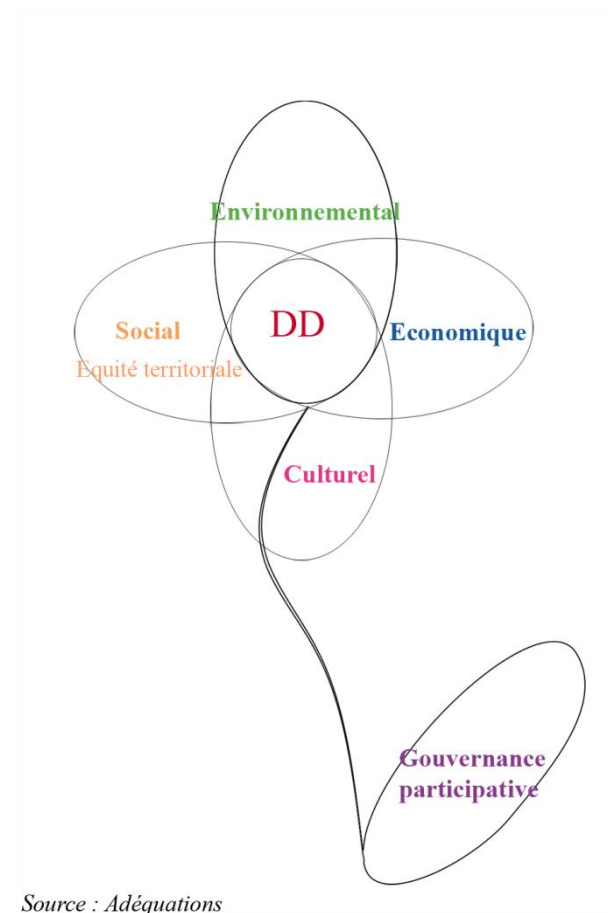 Environnemental
DD
Social
Equité territoriale
Economique
Culturel
Gouvernance
participative
Source : Adéquations